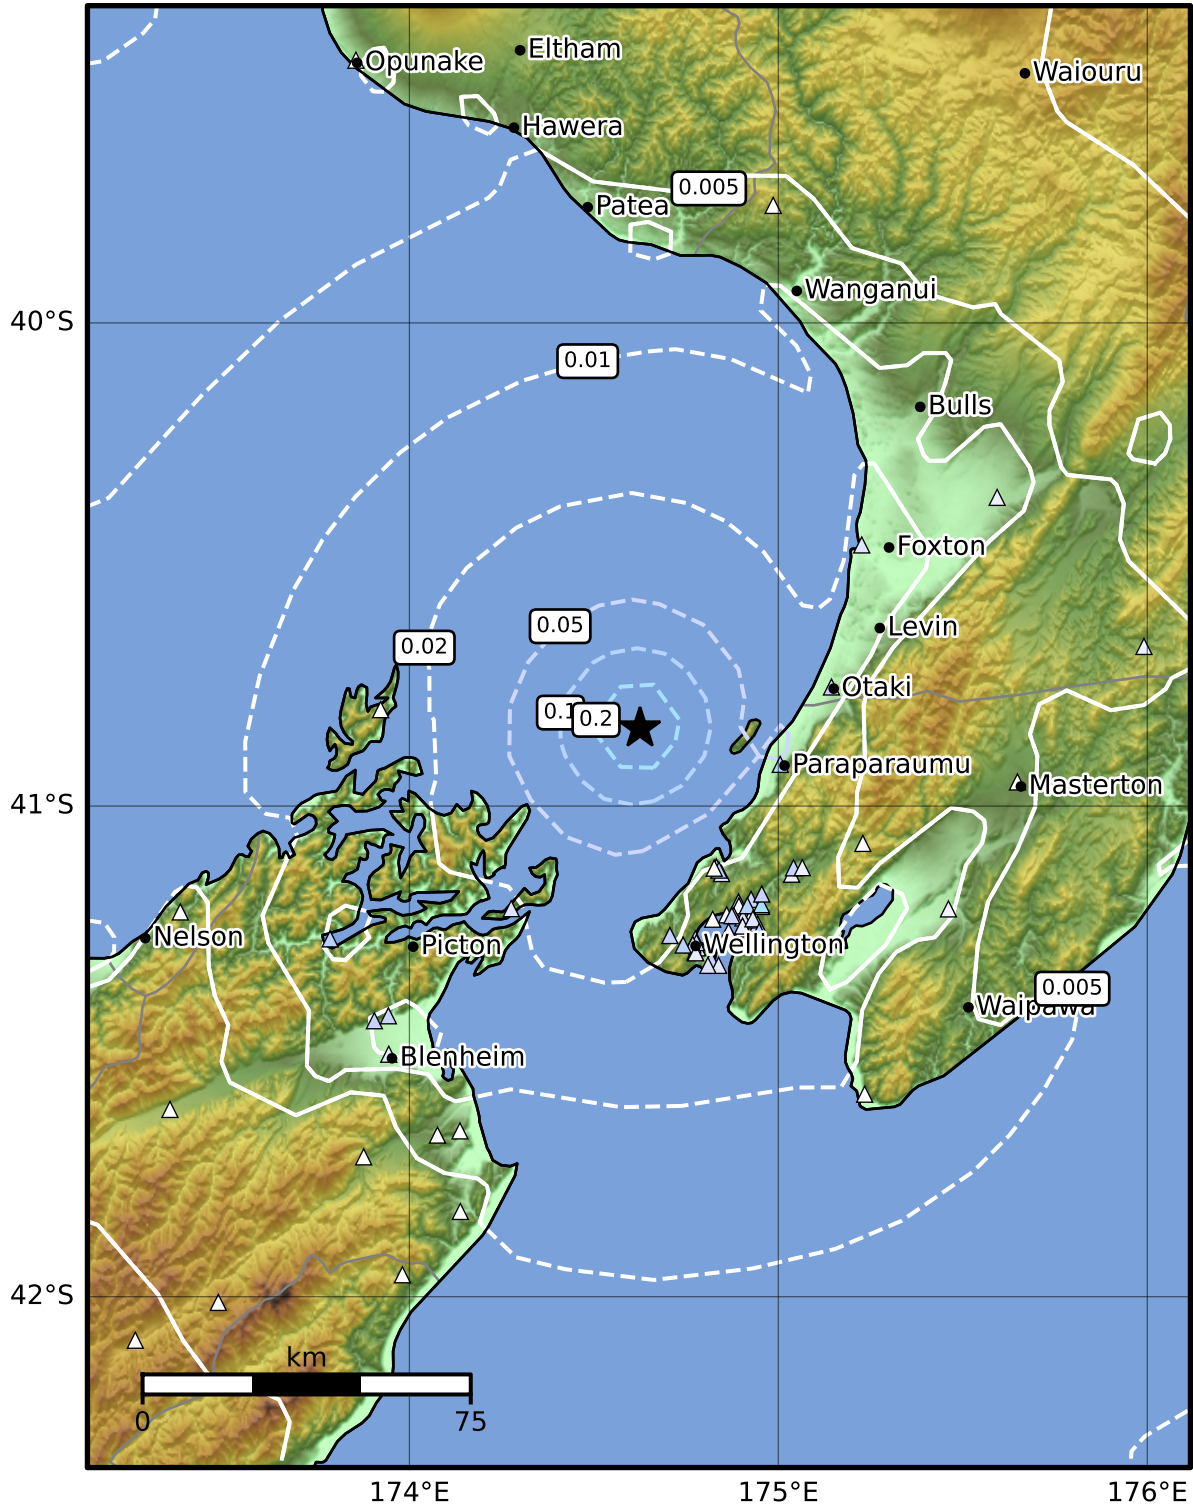 Eltham
Opunake
Waiouru
Hawera
0.005
Patea
Wanganui
40°S
0.01
Bulls
Foxton
0.05
Levin
0.02
Otaki
0.2
Paraparaumu
Masterton
41°S
Nelson
Picton
Wellington
0.005
Waipawa
Blenheim
42°S
km
0
75
174°E
175°E
176°E